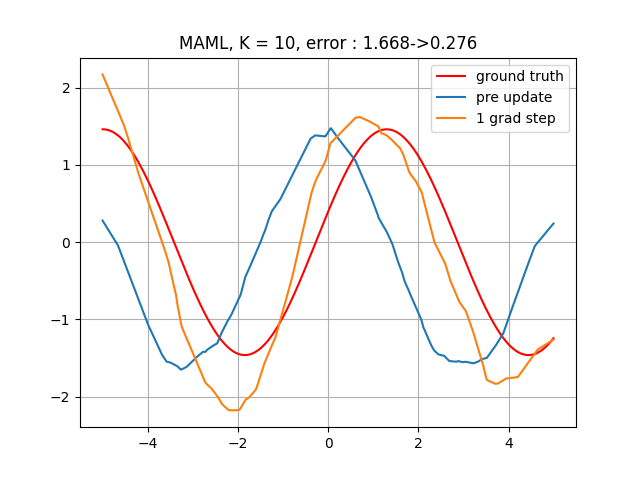 MAML, K = 10, error : 1.668->0.276
ground truth
pre update
1 grad step
2
1
0
−1
−2
−4
−2
0
2
4